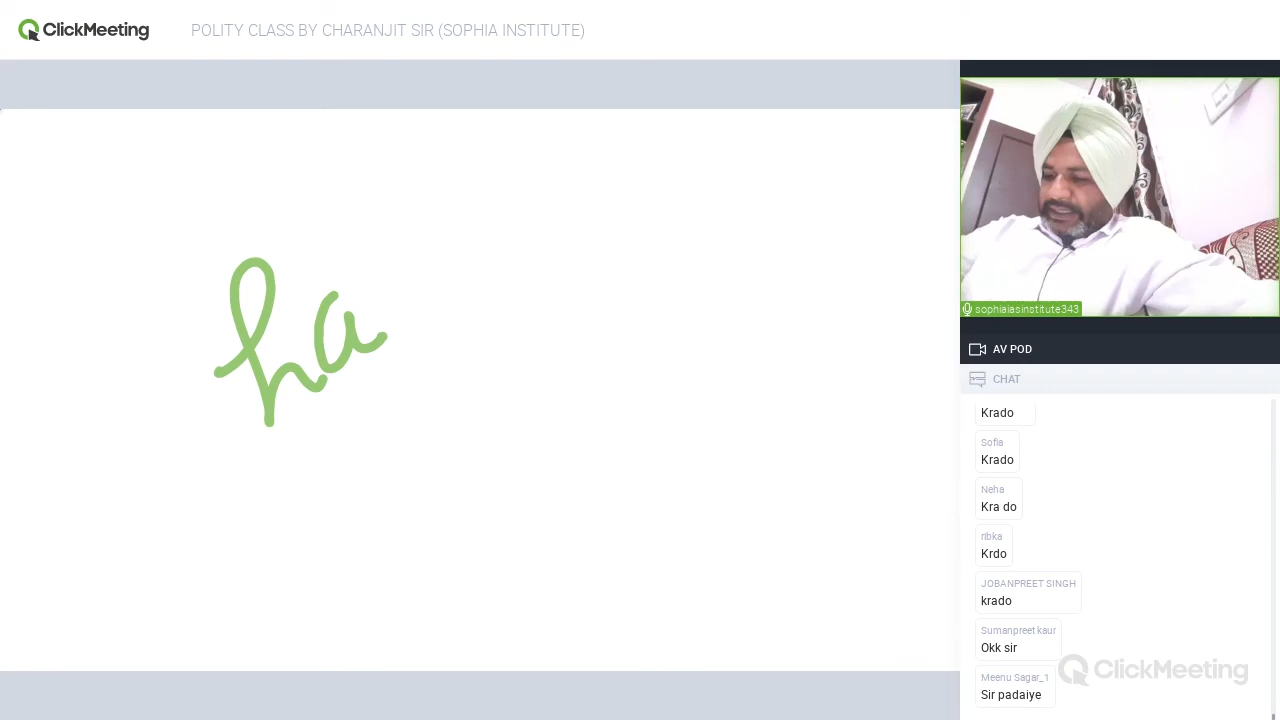 ClickMeeting
POLITY CLASS BY CHARANJIT SIR (SOPHIA INSTITUTE)
ha
sophiaiasinstitute343
AV POD
CHAT
Krado
Sofia
Krado
Neha
Kra do
ribka
Krdo
JOBANPREET SINGH
krado
Sumanpreet kaur
Okk sir
Meenu Sagar_1
Sir padaiye
ClickMeeting